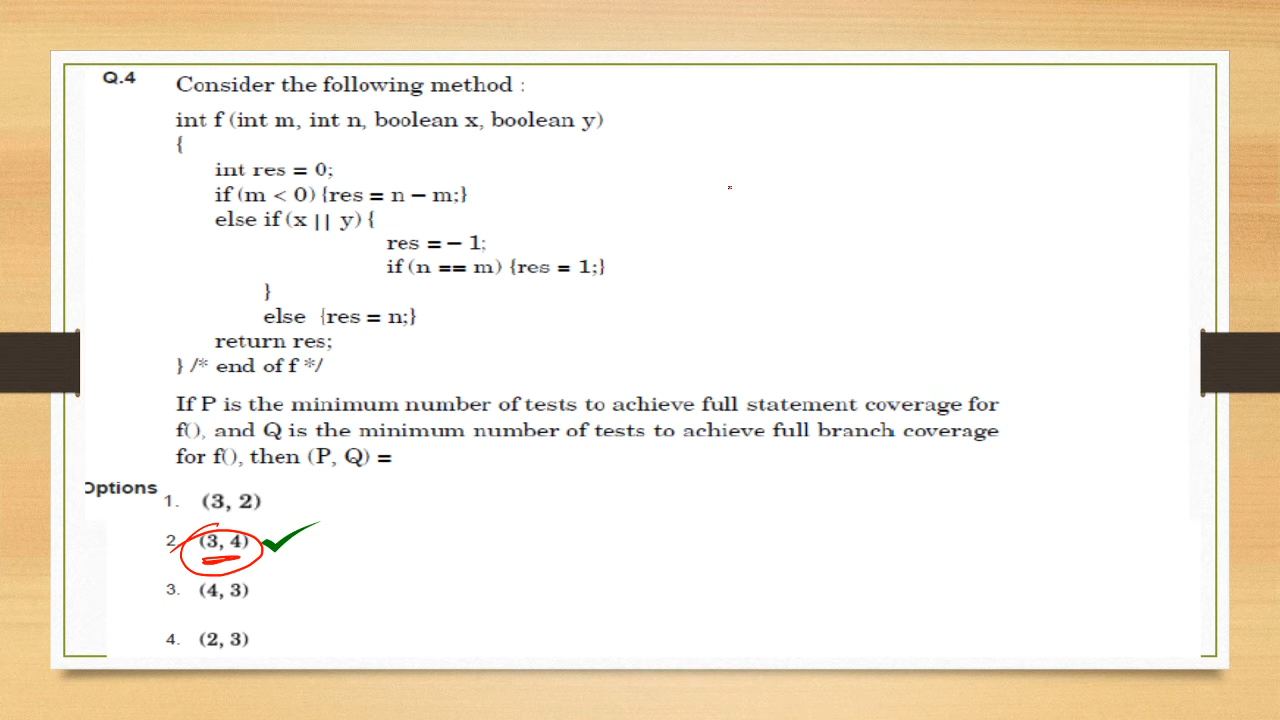 Q.4
Consider the following method :
int f (int m, int n, boolean x, boolean y)
{
int res = 0;
if (m < 0) {res = n − m;}
else if (x || y) {
res = − 1;
if (n == m) {res = 1;}
}
else {res = n;}
return res;
} /* end of f */
If P is the minimum number of tests to achieve full statement coverage for
f(), and Q is the minimum number of tests to achieve full branch coverage
for f(), then (P, Q) =
Options
1. (3, 2)
2. (3, 4)
3. (4, 3)
4. (2, 3)